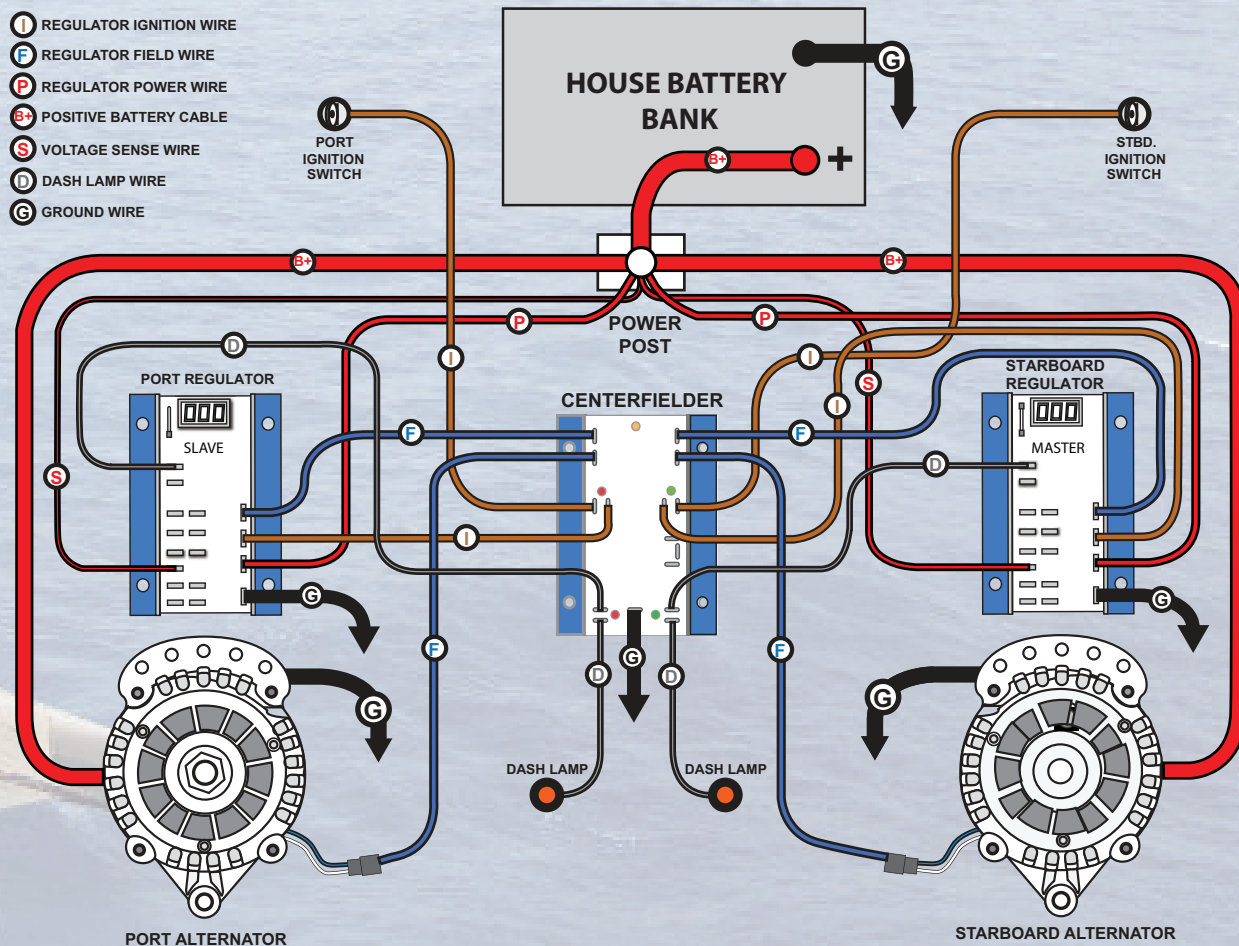 I REGULATOR IGNITION WIRE
F REGULATOR FIELD WIRE
P REGULATOR POWER WIRE
B+ POSITIVE BATTERY CABLE
S VOLTAGE SENSE WIRE
D DASH LAMP WIRE
G GROUND WIRE
HOUSE BATTERY
BANK
G
B+
+
PORT
IGNITION
SWITCH
STBD.
IGNITION
SWITCH
B+
B+
POWER
POST
P
P
D
I
I
I
S
PORT REGULATOR
000
SLAVE
CENTERFIELDER
STARBOARD
REGULATOR
000
MASTER
F
F
S
D
I
G
G
G
F
F
D
D
G
G
DASH LAMP
DASH LAMP
PORT ALTERNATOR
STARBOARD ALTERNATOR